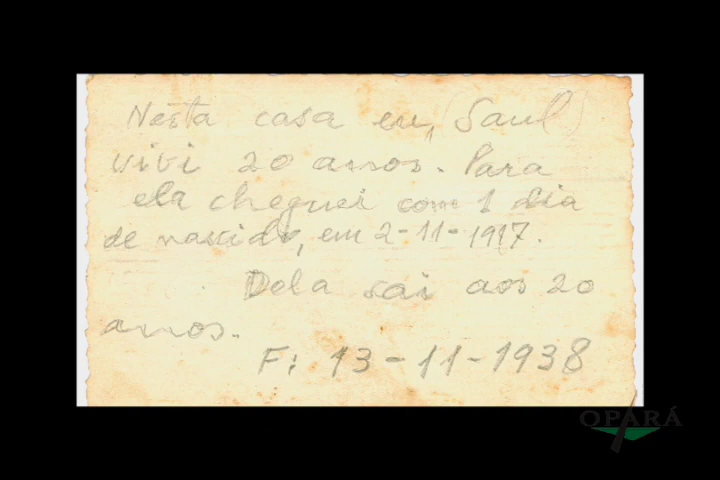 Nesta casa eu, (Saul)
vivi 20 anos. Para
ela cheguei com 1 dia
de nascido, em 2-11-1917.
Dela saí aos 20
anos.
F: 13-11-1938
OPARÁ